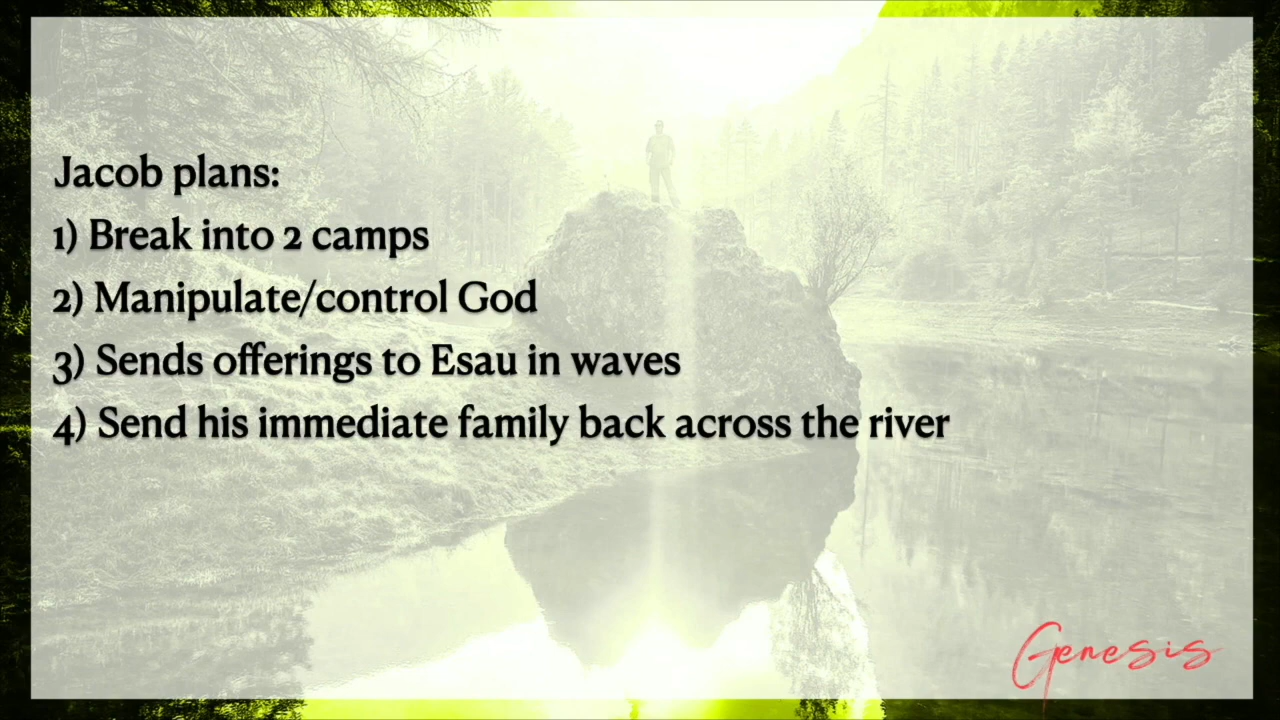 Jacob plans:
1) Break into 2 camps
2) Manipulate/control God
3) Sends offerings to Esau in waves
4) Send his immediate family back across the river
Genesis